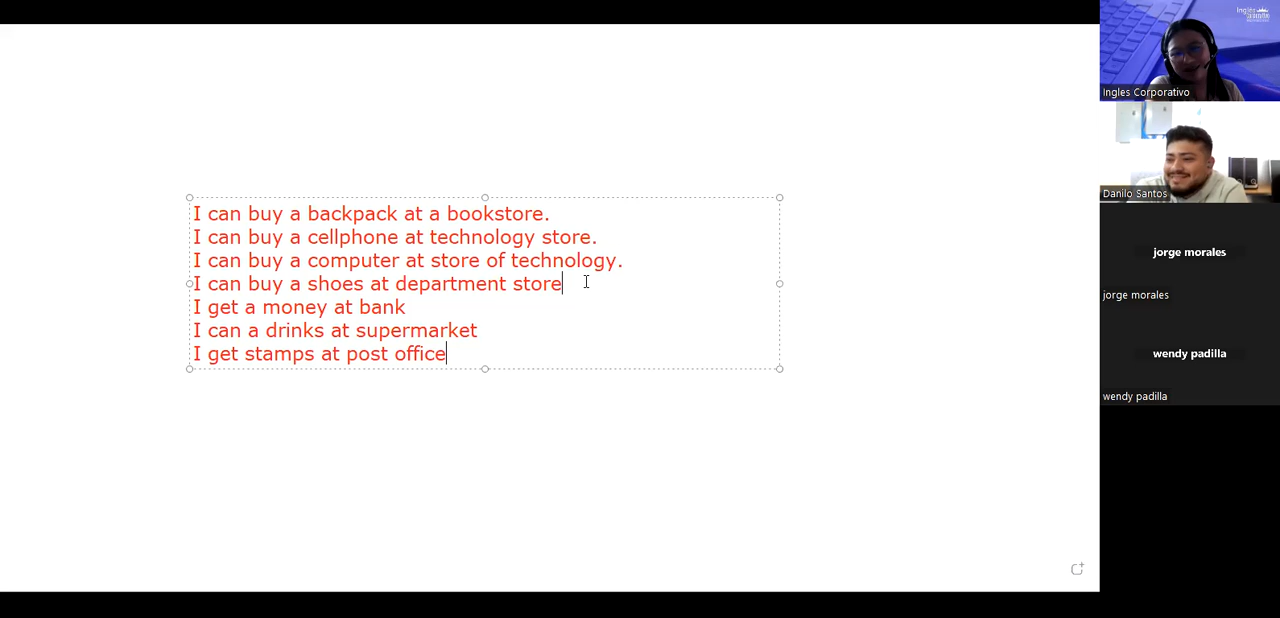 I can buy a backpack at a bookstore.
I can buy a cellphone at technology store.
I can buy a computer at store of technology.
I can buy a shoes at department store
I get a money at bank
I can a drinks at supermarket
I get stamps at post office
Ingles Corporativo
Danilo Santos
jorge morales
jorge morales
wendy padilla
wendy padilla